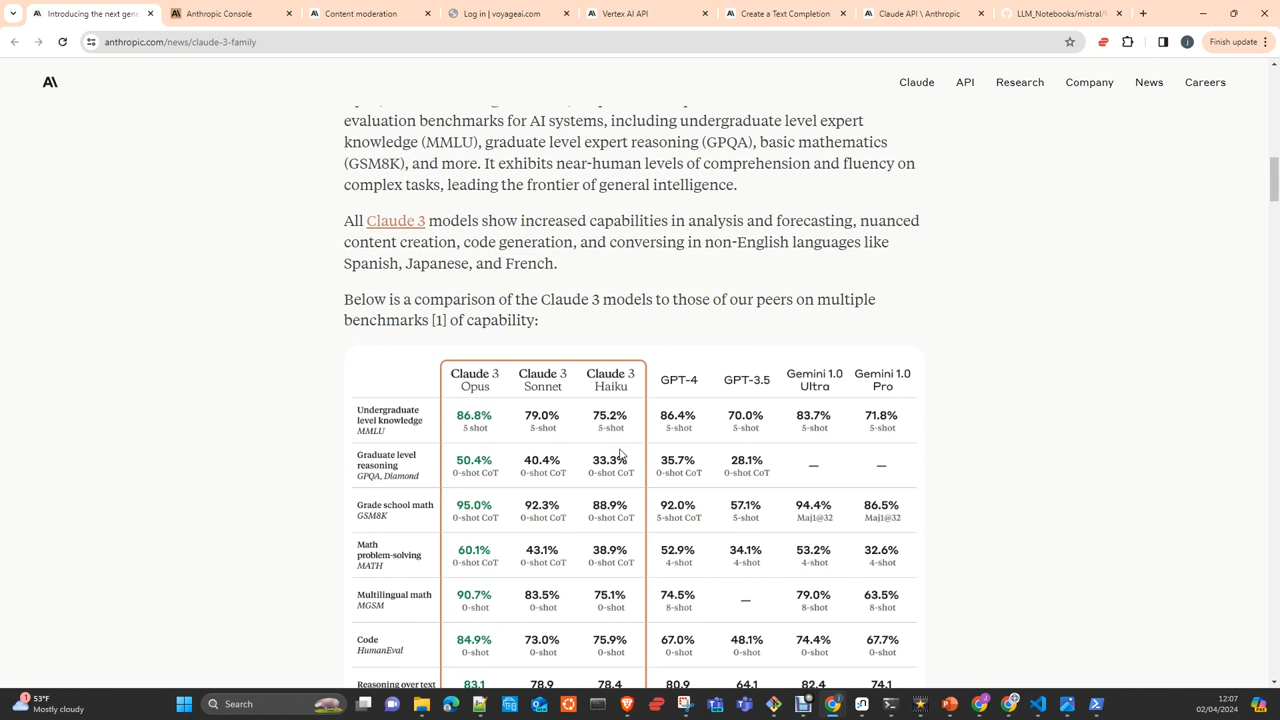 Introducing the next gene
Anthropic Console
Content moderation
Log in | voyageai.com
Vertex AI API
Create a Text Completion
Claude API \ Anthropic
LLM_Notebooks/mistral/
anthropic.com/news/claude-3-family
Finish update
Claude
API
Research
Company
News
Careers
evaluation benchmarks for AI systems, including undergraduate level expert
knowledge (MMLU), graduate level expert reasoning (GPQA), basic mathematics
(GSM8K), and more. It exhibits near-human levels of comprehension and fluency on
complex tasks, leading the frontier of general intelligence.
All Claude 3 models show increased capabilities in analysis and forecasting, nuanced
content creation, code generation, and conversing in non-English languages like
Spanish, Japanese, and French.
Below is a comparison of the Claude 3 models to those of our peers on multiple
benchmarks [1] of capability:
Claude 3 Claude 3 Claude 3 Gemini 1.0 Gemini 1.0
Opus Sonnet Haiku GPT-4 GPT-3.5 Ultra Pro
Undergraduate 86.8% 79.0% 75.2% 86.4% 70.0% 83.7% 71.8%
level knowledge
MMLU 5 shot 5-shot 5-shot 5-shot 5-shot 5-shot 5-shot
Graduate level 50.4% 40.4% 33.3% 35.7% 28.1% — —
reasoning
GPQA, Diamond 0-shot CoT 0-shot CoT 0-shot CoT 0-shot CoT 0-shot CoT
Grade school math 95.0% 92.3% 88.9% 92.0% 57.1% 94.4% 86.5%
GSM8K 0-shot CoT 0-shot CoT 0-shot CoT 5-shot CoT 5-shot Maj1@32 Maj1@32
Math 60.1% 43.1% 38.9% 52.9% 34.1% 53.2% 32.6%
problem-solving
MATH 0-shot CoT 0-shot CoT 0-shot CoT 4-shot 4-shot 4-shot 4-shot
Multilingual math 90.7% 83.5% 75.1% 74.5% — 79.0% 63.5%
MGSM 0-shot 0-shot 0-shot 8-shot 8-shot 8-shot
Code 84.9% 73.0% 75.9% 67.0% 48.1% 74.4% 67.7%
HumanEval 0-shot 0-shot 0-shot 0-shot 0-shot 0-shot 0-shot
Reasoning over text 83.1 78.9 78.4 80.9 64.1 82.4 74.1
53°F
Mostly cloudy
Search
12:07
02/04/2024